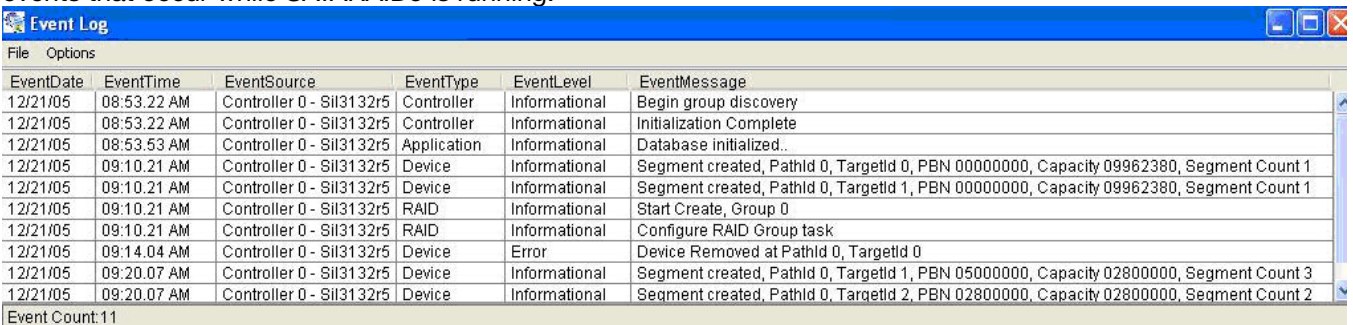 events that occur while SATARAID5 is running.
Event Log
File Options
EventDate EventTime EventSource EventType EventLevel EventMessage
12/21/05 08:53.22 AM Controller 0 - SiI3132r5 Controller Informational Begin group discovery
12/21/05 08:53.22 AM Controller 0 - SiI3132r5 Controller Informational Initialization Complete
12/21/05 08:53.53 AM Controller 0 - SiI3132r5 Application Informational Database initialized..
12/21/05 09:10.21 AM Controller 0 - SiI3132r5 Device Informational Segment created, PathId 0, TargetId 0, PBN 00000000, Capacity 09962380, Segment Count 1
12/21/05 09:10.21 AM Controller 0 - SiI3132r5 Device Informational Segment created, PathId 0, TargetId 1, PBN 00000000, Capacity 09962380, Segment Count 1
12/21/05 09:10.21 AM Controller 0 - SiI3132r5 RAID Informational Start Create, Group 0
12/21/05 09:10.21 AM Controller 0 - SiI3132r5 RAID Informational Configure RAID Group task
12/21/05 09:14.04 AM Controller 0 - SiI3132r5 Device Error Device Removed at PathId 0, TargetId 0
12/21/05 09:20.07 AM Controller 0 - SiI3132r5 Device Informational Segment created, PathId 0, TargetId 1, PBN 05000000, Capacity 02800000, Segment Count 3
12/21/05 09:20.07 AM Controller 0 - SiI3132r5 Device Informational Segment created, PathId 0, TargetId 2, PBN 02800000, Capacity 02800000, Segment Count 2
Event Count:11